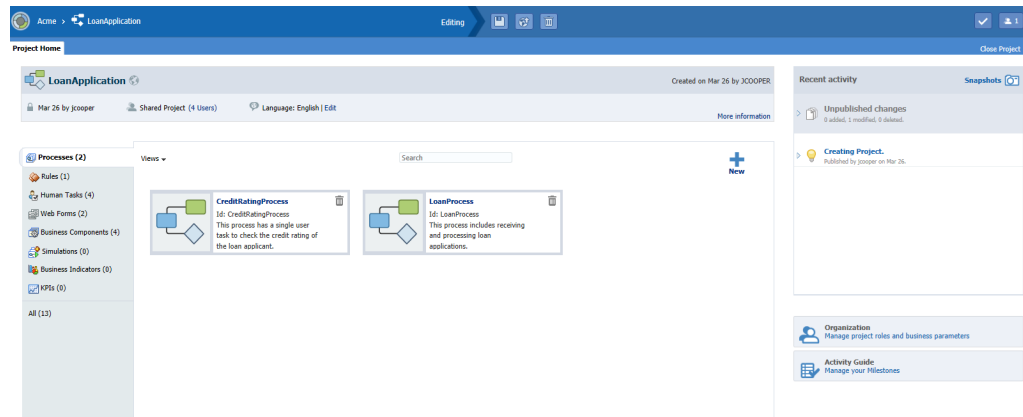 Acme > LoanApplication
Editing
1
Project Home
Close Project
LoanApplication
Created on Mar 26 by JCOOPER
Mar 26 by jcooper
Shared Project (4 Users)
Language: English | Edit
More information
Processes (2)
Rules (1)
Human Tasks (4)
Web Forms (2)
Business Components (4)
Simulations (0)
Business Indicators (0)
KPIs (0)
All (13)
Views
Search
New
CreditRatingProcess
Id: CreditRatingProcess
This process has a single user
task to check the credit rating of
the loan applicant.
LoanProcess
Id: LoanProcess
This process includes receiving
and processing loan
applications.
Recent activity
Snapshots
Unpublished changes
0 added, 1 modified, 0 deleted.
Creating Project.
Published by jcooper on Mar 26.
Organization
Manage project roles and business parameters
Activity Guide
Manage your Milestones